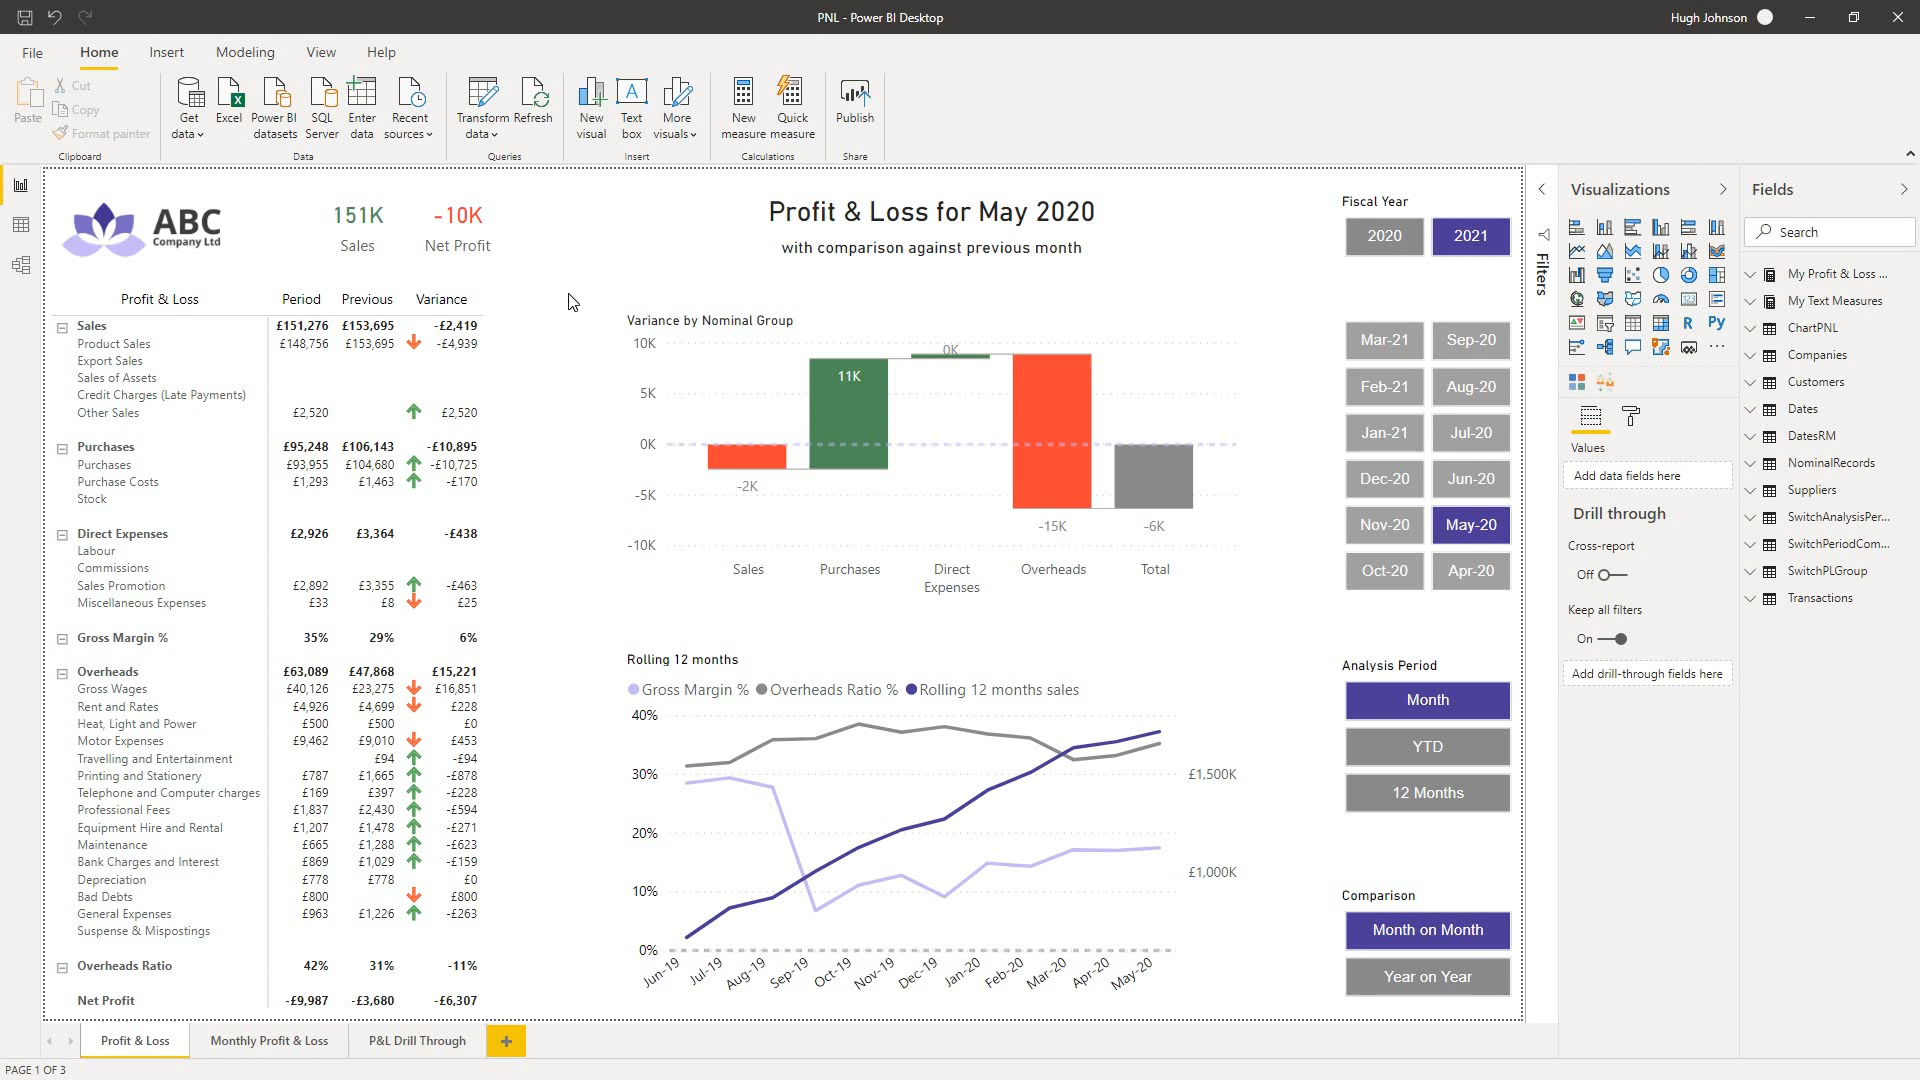 PNL - Power BI Desktop
Hugh Johnson
File Home Insert Modeling View Help
Paste
Cut
Copy
Format painter
Clipboard
Get data
Excel
Power BI datasets
SQL Server
Enter data
Recent sources
Data
Transform data
Refresh
Queries
New visual
Text box
More visuals
Insert
New measure
Quick measure
Calculations
Publish
Share
ABC
Company Ltd
151K
Sales
-10K
Net Profit
Profit & Loss for May 2020
with comparison against previous month
Profit & Loss Period Previous Variance
Sales £151,276 £153,695 -£2,419
Product Sales £148,756 £153,695 -£4,939
Export Sales
Sales of Assets
Credit Charges (Late Payments)
Other Sales £2,520 £2,520
Purchases £95,248 £106,143 -£10,895
Purchases £93,955 £104,680 -£10,725
Purchase Costs £1,293 £1,463 -£170
Stock
Direct Expenses £2,926 £3,364 -£438
Labour
Commissions
Sales Promotion £2,892 £3,355 -£463
Miscellaneous Expenses £33 £8 £25
Gross Margin % 35% 29% 6%
Overheads £63,089 £47,868 £15,221
Gross Wages £40,126 £23,275 £16,851
Rent and Rates £4,926 £4,699 £228
Heat, Light and Power £500 £500 £0
Motor Expenses £9,462 £9,010 £453
Travelling and Entertainment £94 -£94
Printing and Stationery £787 £1,665 -£878
Telephone and Computer charges £169 £397 -£228
Professional Fees £1,837 £2,430 -£594
Equipment Hire and Rental £1,207 £1,478 -£271
Maintenance £665 £1,288 -£623
Bank Charges and Interest £869 £1,029 -£159
Depreciation £778 £778 £0
Bad Debts £800 £800
General Expenses £963 £1,226 -£263
Suspense & Mispostings
Overheads Ratio 42% 31% -11%
Net Profit -£9,987 -£3,680 -£6,307
Variance by Nominal Group
10K
5K
0K
-5K
-10K
-2K
11K
0K
-15K
-6K
Sales
Purchases
Direct Expenses
Overheads
Total
Rolling 12 months
Gross Margin % Overheads Ratio % Rolling 12 months sales
40%
30%
20%
10%
0%
£1,500K
£1,000K
Jun-19 Jul-19 Aug-19 Sep-19 Oct-19 Nov-19 Dec-19 Jan-20 Feb-20 Mar-20 Apr-20 May-20
Fiscal Year
2020 2021
Mar-21 Sep-20
Feb-21 Aug-20
Jan-21 Jul-20
Dec-20 Jun-20
Nov-20 May-20
Oct-20 Apr-20
Analysis Period
Month
YTD
12 Months
Comparison
Month on Month
Year on Year
Filters
Visualizations
123
R Py
Values
Add data fields here
Drill through
Cross-report
Off
Keep all filters
On
Add drill-through fields here
Fields
Search
My Profit & Loss ...
My Text Measures
ChartPNL
Companies
Customers
Dates
DatesRM
NominalRecords
Suppliers
SwitchAnalysisPer...
SwitchPeriodCom...
SwitchPLGroup
Transactions
Profit & Loss Monthly Profit & Loss P&L Drill Through +
PAGE 1 OF 3